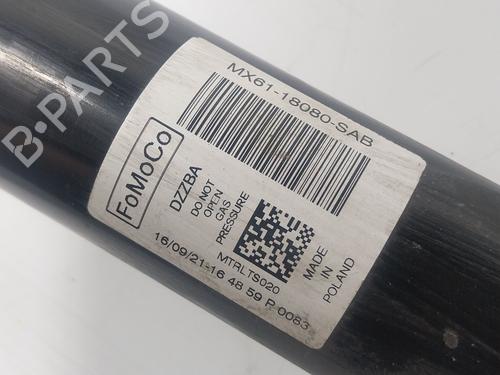 B·PARTS
MX61-18080-SAB
FoMoCo
DZZBA
DO NOT
OPEN
GAS
PRESSURE
MTRLTS020
MADE
IN
POLAND
16/09/21-16 48 59 P 0083